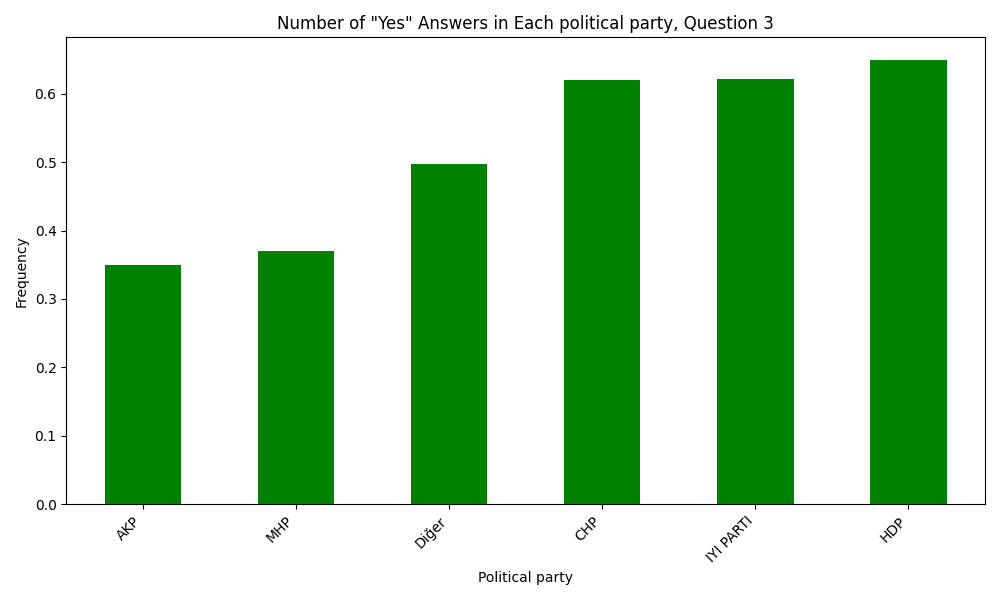 Number of "Yes" Answers in Each political party, Question 3
Frequency
0.6
0.5
0.4
0.3
0.2
0.1
0.0
AKP
MHP
Diğer
CHP
IYI PARTI
HDP
Political party